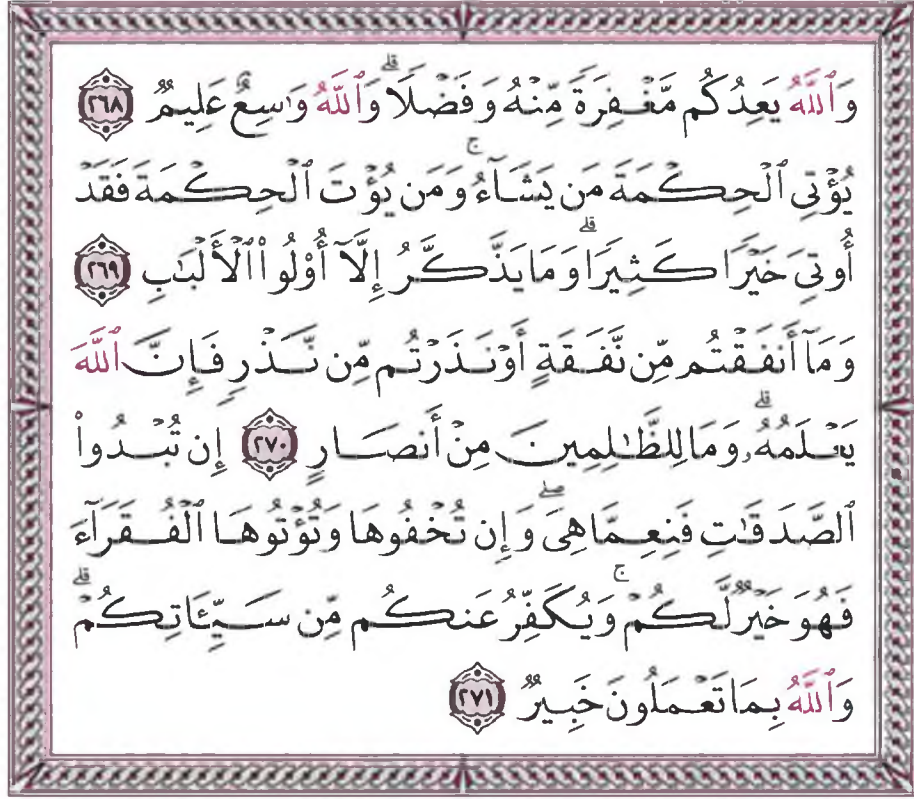 وَٱللَّهُ يَعِدُكُم مَّغْفِرَةً مِّنْهُ وَفَضْلًاۗ وَٱللَّهُ وَٰسِعٌ عَلِيمٌ ٢٦٨
يُؤْتِى ٱلْحِكْمَةَ مَن يَشَآءُۚ وَمَن يُؤْتَ ٱلْحِكْمَةَ فَقَدْ
أُوتِىَ خَيْرًا كَثِيرًاۗ وَمَا يَذَّكَّرُ إِلَّآ أُو۟لُوا۟ ٱلْأَلْبَٰبِ ٢٦٩
وَمَآ أَنفَقْتُم مِّن نَّفَقَةٍ أَوْ نَذَرْتُم مِّن نَّذْرٍ فَإِنَّ ٱللَّهَ
يَعْلَمُهُۥۗ وَمَا لِلظَّٰلِمِينَ مِنْ أَنصَارٍ ٢٧٠ إِن تُبْدُوا۟
ٱلصَّدَقَٰتِ فَنِعِمَّا هِىَۖ وَإِن تُخْفُوهَا وَتُؤْتُوهَا ٱلْفُقَرَآءَ
فَهُوَ خَيْرٌ لَّكُمْۚ وَيُكَفِّرُ عَنكُم مِّن سَيِّـَٔاتِكُمْۗ
وَٱللَّهُ بِمَا تَعْمَلُونَ خَبِيرٌ ٢٧١